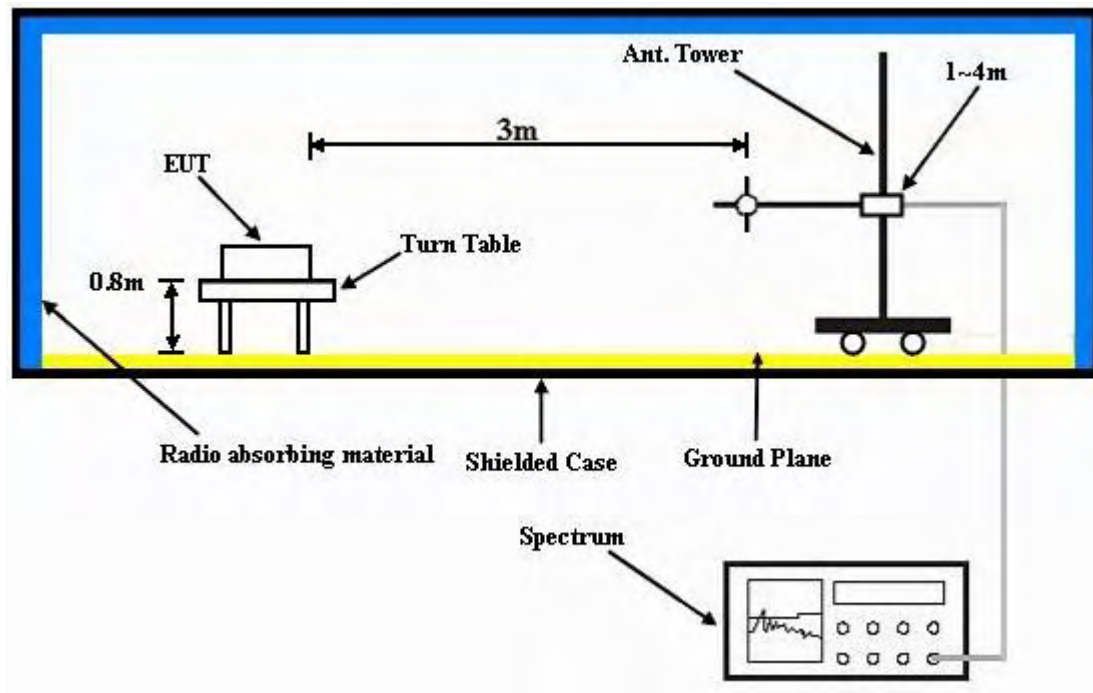 Ant. Tower
1~4m
3m
EUT
Turn Table
0.8m
Radio absorbing material
Shielded Case
Ground Plane
Spectrum